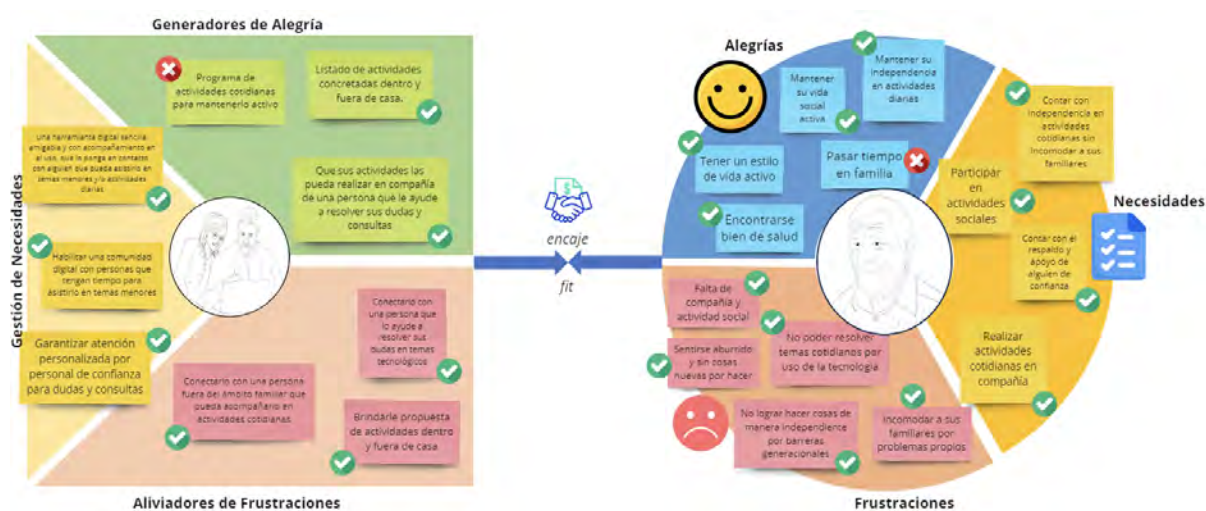 Generadores de Alegría
Programa de
actividades cotidianas
para mantenerlo activo
Listado de actividades
concretadas dentro y
fuera de casa.
Que sus actividades las
pueda realizar en compañía
de una persona que le ayude
a resolver sus dudas y
consultas
Gestión de Necesidades
Una herramienta digital sencilla,
amigable y con acompañamiento en
el uso, que lo ponga en contacto
con alguien que pueda asistirlo en
temas menores y/o actividades
diarias
Habilitar una comunidad
digital con personas que
tengan tiempo para
asistirlo en temas menores
Garantizar atención
personalizada por
personal de confianza
para dudas y consultas
Conectarlo con
una persona que
lo ayude a
resolver sus
dudas en temas
tecnológicos
Conectarlo con una persona
fuera del ámbito familiar que
pueda acompañarlo en
actividades cotidianas
Brindarle propuesta
de actividades dentro
y fuera de casa
Aliviadores de Frustraciones
encaje
fit
Alegrías
Mantener
su vida
social
activa
Mantener su
independencia
en actividades
diarias
Tener un estilo
de vida activo
Pasar tiempo
en familia
Encontrarse
bien de salud
Necesidades
Contar con
independencia en
actividades
cotidianas sin
incomodar a sus
familiares
Participar
en
actividades
sociales
Contar con el
respaldo y
apoyo de
alguien de
confianza
Realizar
actividades
cotidianas en
compañía
Falta de
compañía y
actividad social
No poder resolver
temas cotidianos por
uso de la tecnología
Sentirse aburrido
y sin cosas
nuevas por hacer
No lograr hacer cosas de
manera independiente
por barreras
generacionales
Incomodar a sus
familiares por
problemas propios
Frustraciones